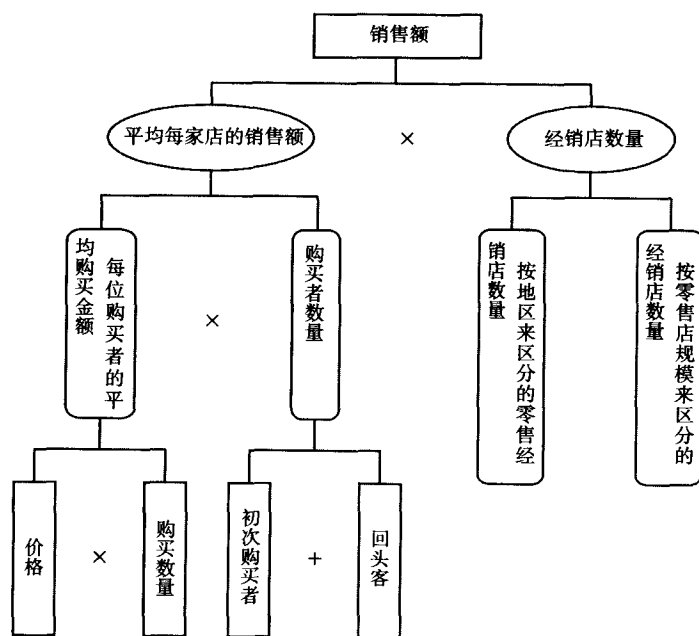 销售额
平均每家店的销售额
×
经销店数量
每位购买者的平
均购买金额
×
购买者数量
按地区来区分的零售经
销店数量
按零售店规模来区分的
经销店数量
价格
×
购买数量
初次购买者
+
回头客